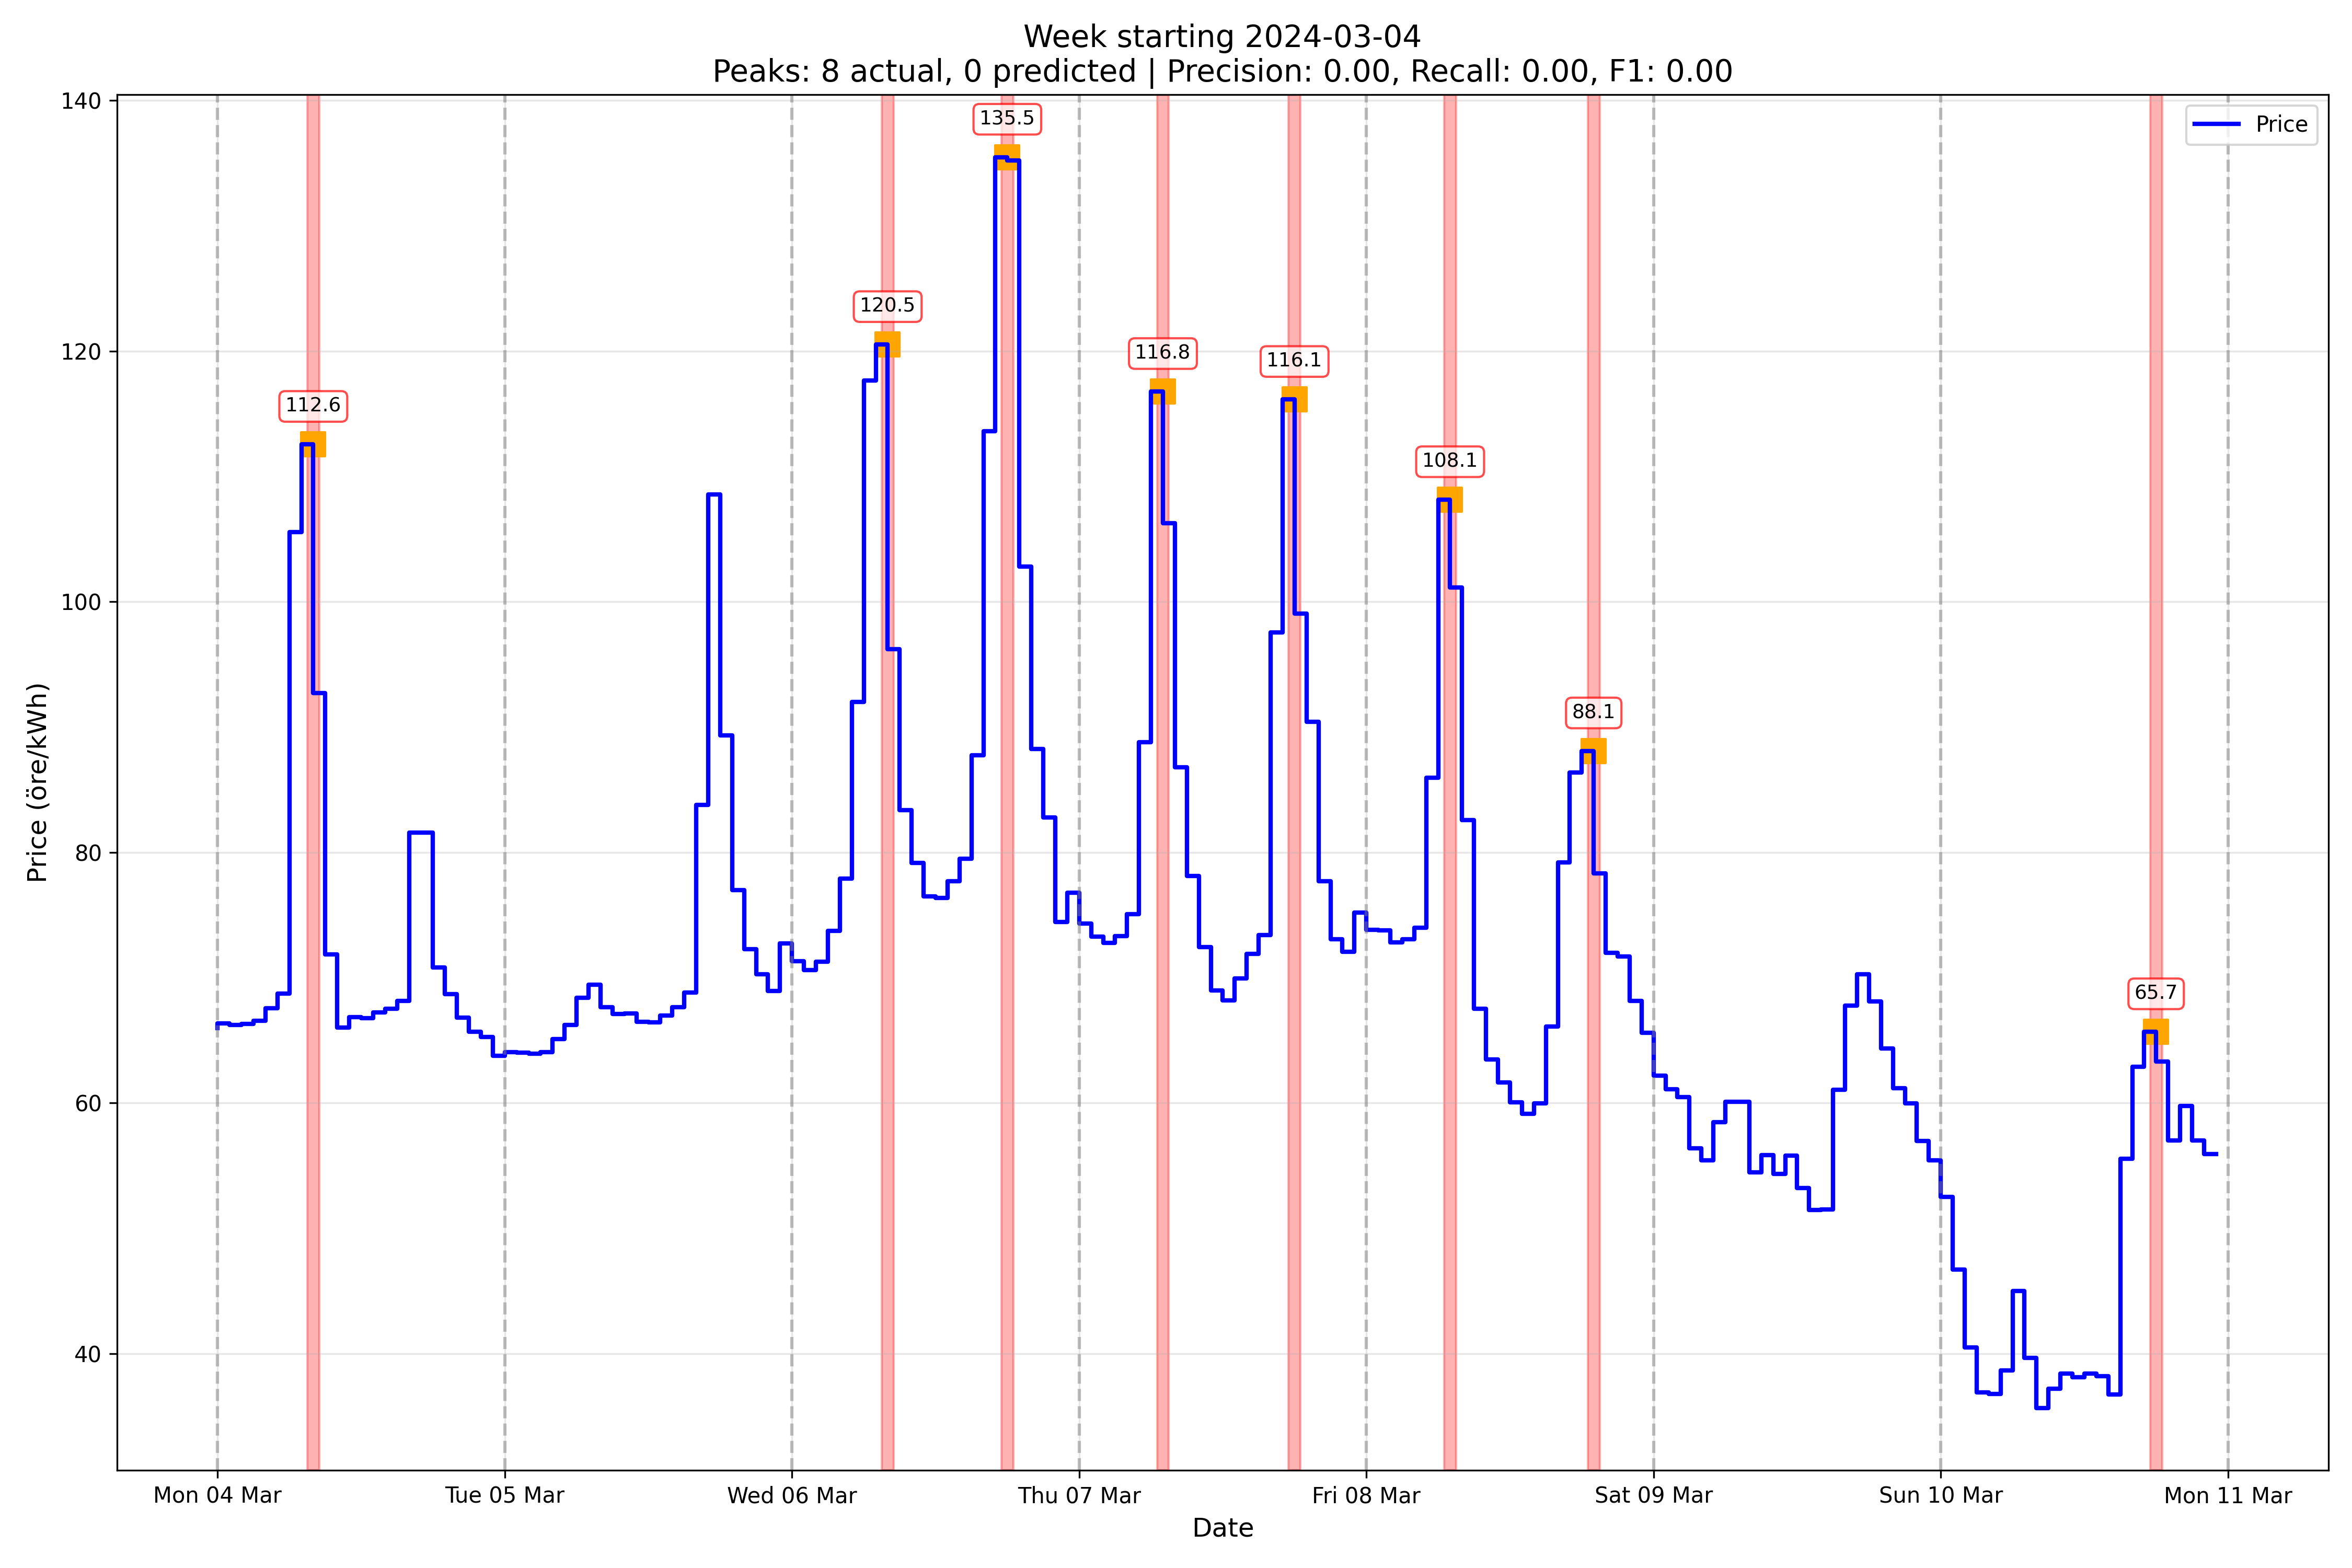 Week starting 2024-03-04
Peaks: 8 actual, 0 predicted | Precision: 0.00, Recall: 0.00, F1: 0.00
Price
140
120
100
80
60
40
Price (öre/kWh)
112.6
120.5
135.5
116.8
116.1
108.1
88.1
65.7
Mon 04 Mar
Tue 05 Mar
Wed 06 Mar
Thu 07 Mar
Fri 08 Mar
Sat 09 Mar
Sun 10 Mar
Mon 11 Mar
Date